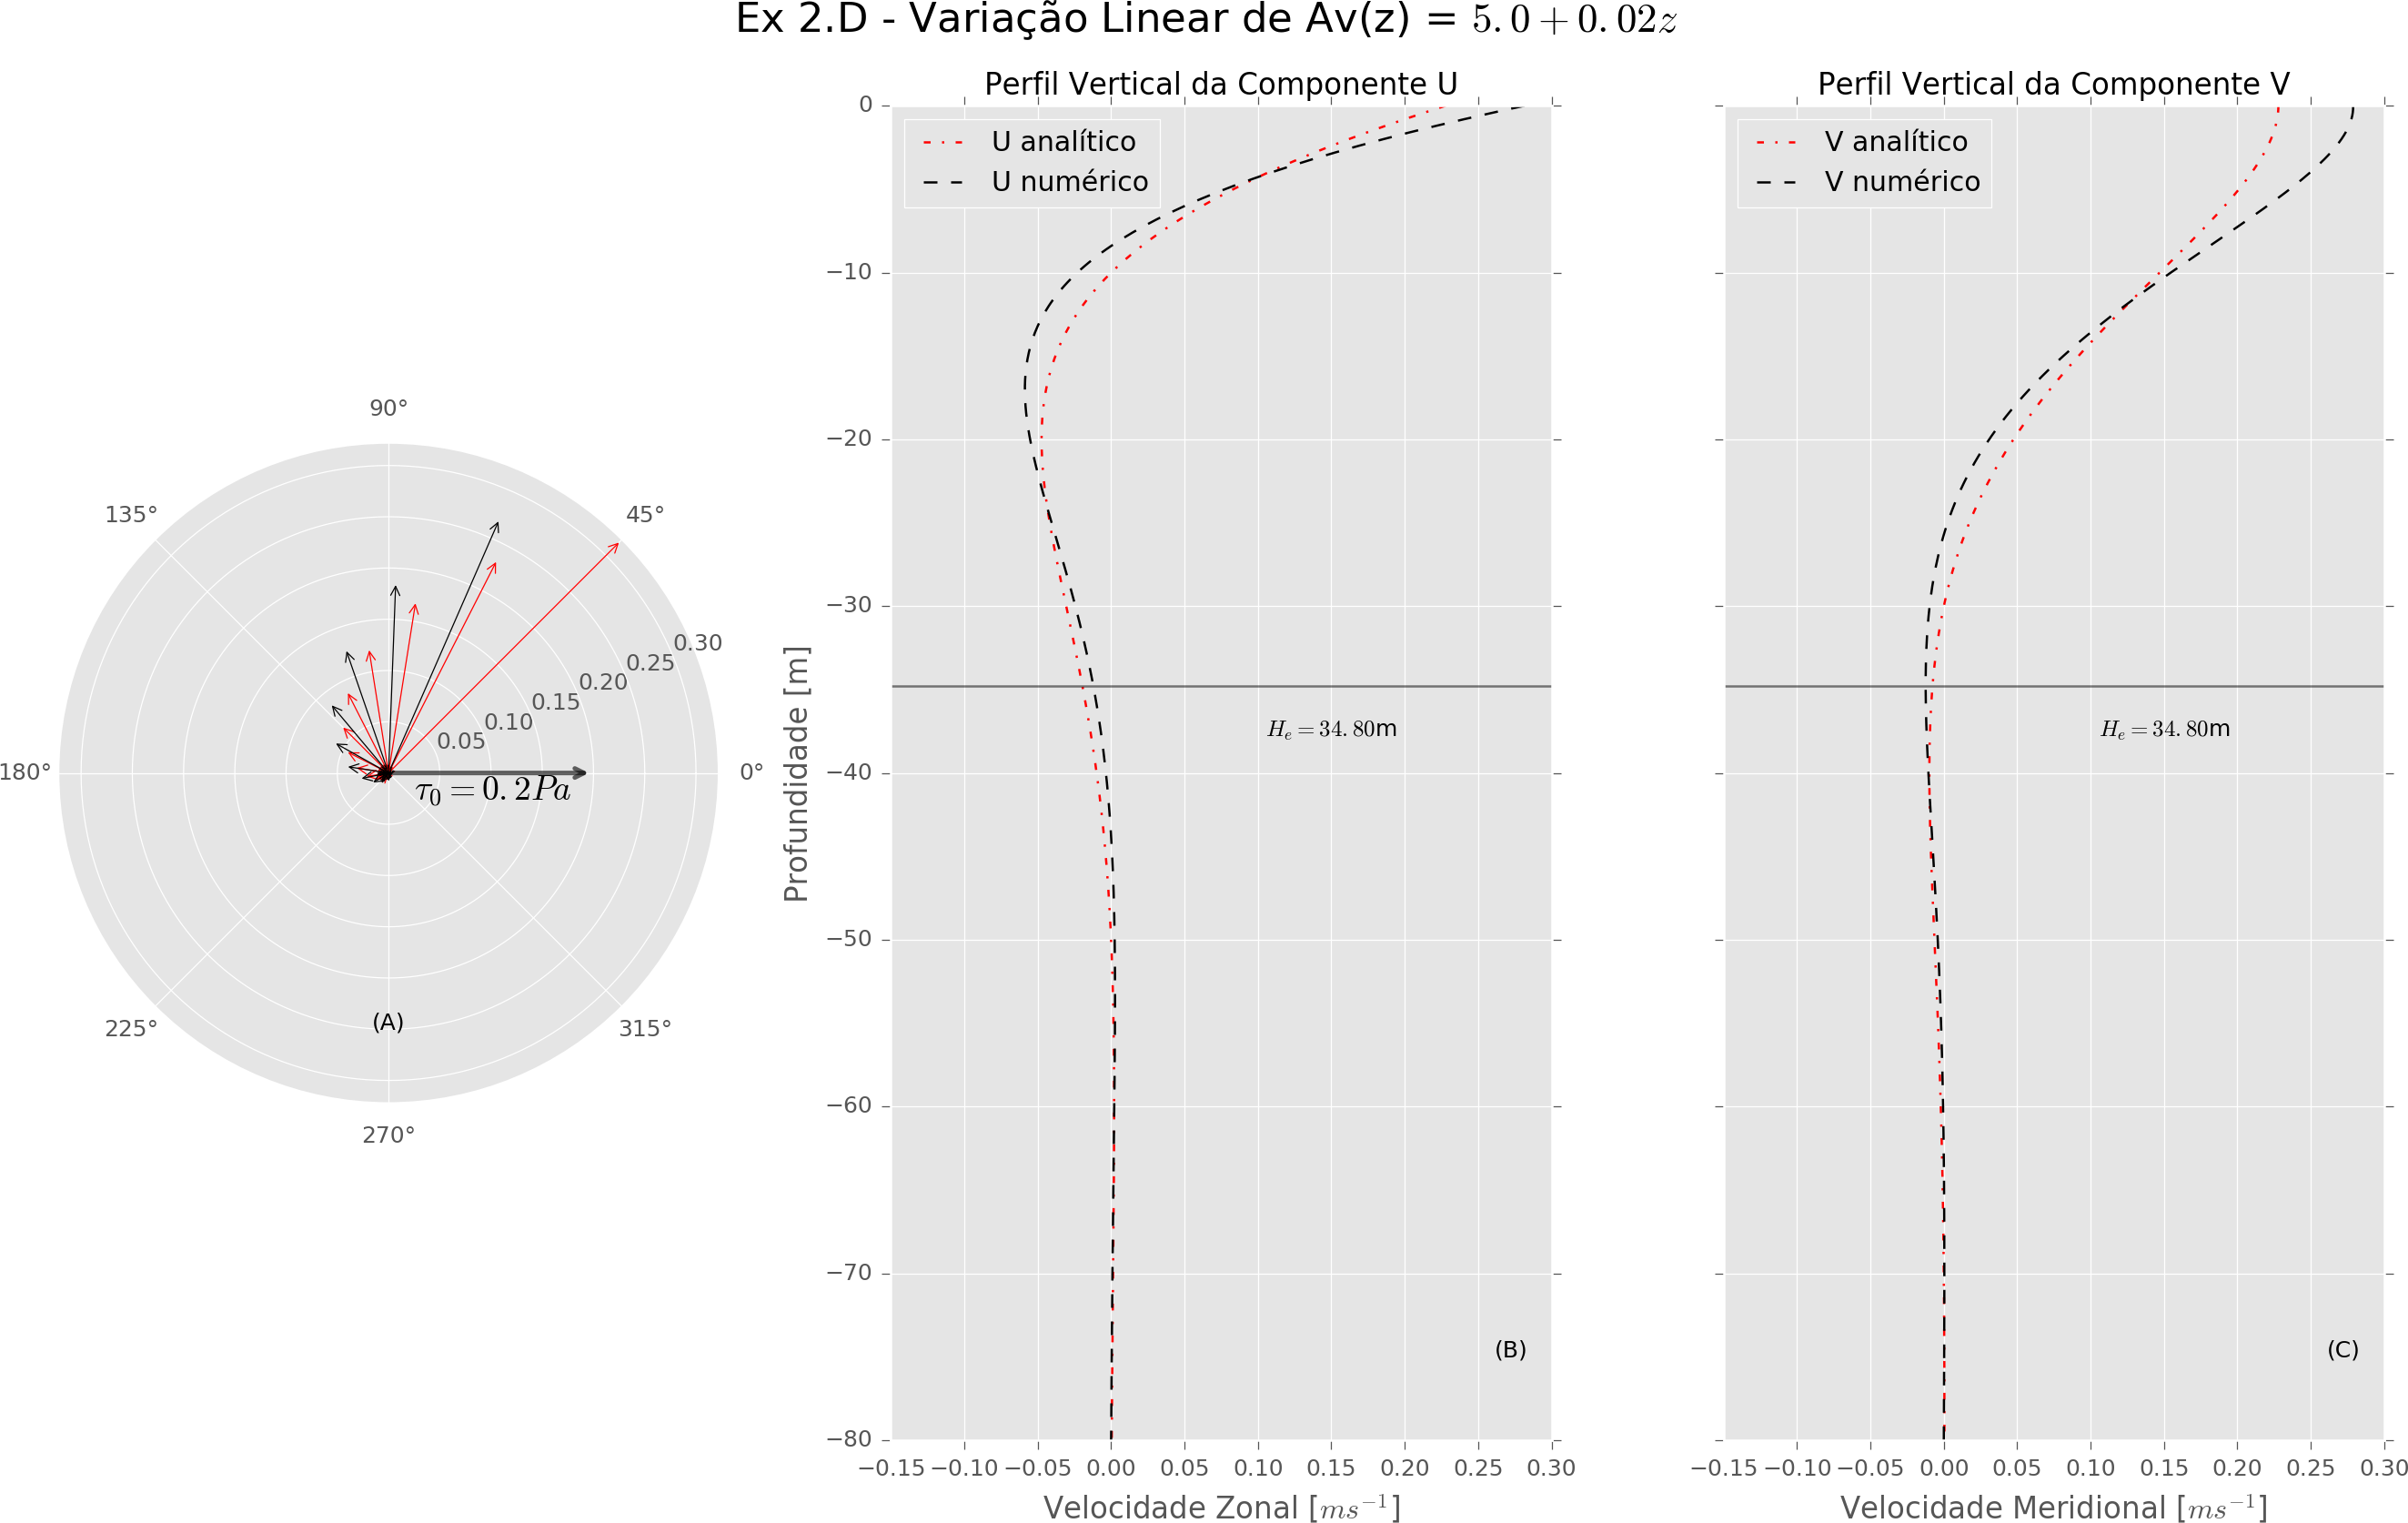 Ex 2.D - Variação Linear de Av(z) = 5.0 + 0.02z
90°
135°
45°
180°
0°
225°
315°
270°
0.05
0.10
0.15
0.20
0.25
0.30
τ₀ = 0.2Pa
(A)
Perfil Vertical da Componente U
U analítico
U numérico
Profundidade [m]
0
−10
−20
−30
−40
−50
−60
−70
−80
Hₑ = 34.80m
(B)
−0.15 −0.10 −0.05 0.00 0.05 0.10 0.15 0.20 0.25 0.30
Velocidade Zonal [ms⁻¹]
Perfil Vertical da Componente V
V analítico
V numérico
Hₑ = 34.80m
(C)
−0.15 −0.10 −0.05 0.00 0.05 0.10 0.15 0.20 0.25 0.30
Velocidade Meridional [ms⁻¹]